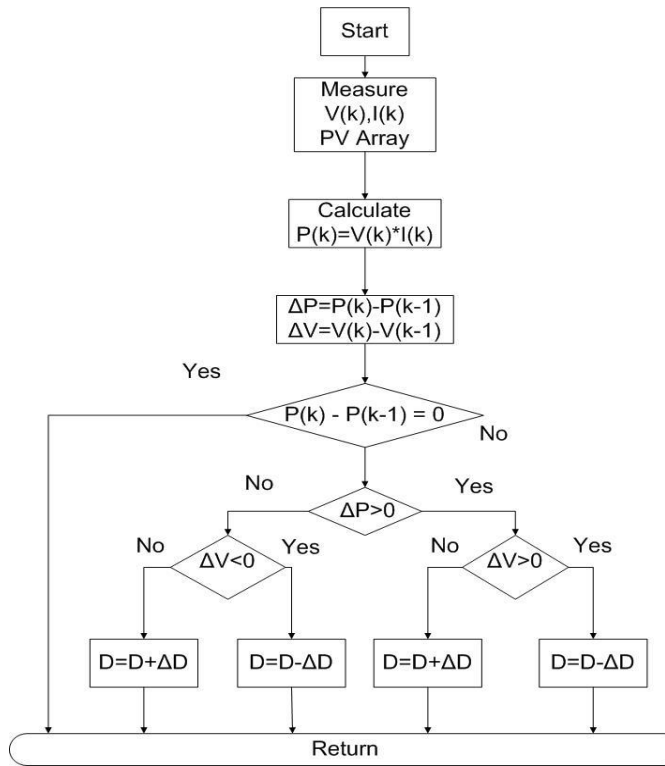 Start
Measure
V(k),I(k)
PV Array
Calculate
P(k)=V(k)*I(k)
ΔP=P(k)-P(k-1)
ΔV=V(k)-V(k-1)
Yes
P(k) - P(k-1) = 0
No
No
ΔP>0
Yes
No
ΔV<0
Yes
No
ΔV>0
Yes
D=D+ΔD
D=D-ΔD
D=D+ΔD
D=D-ΔD
Return